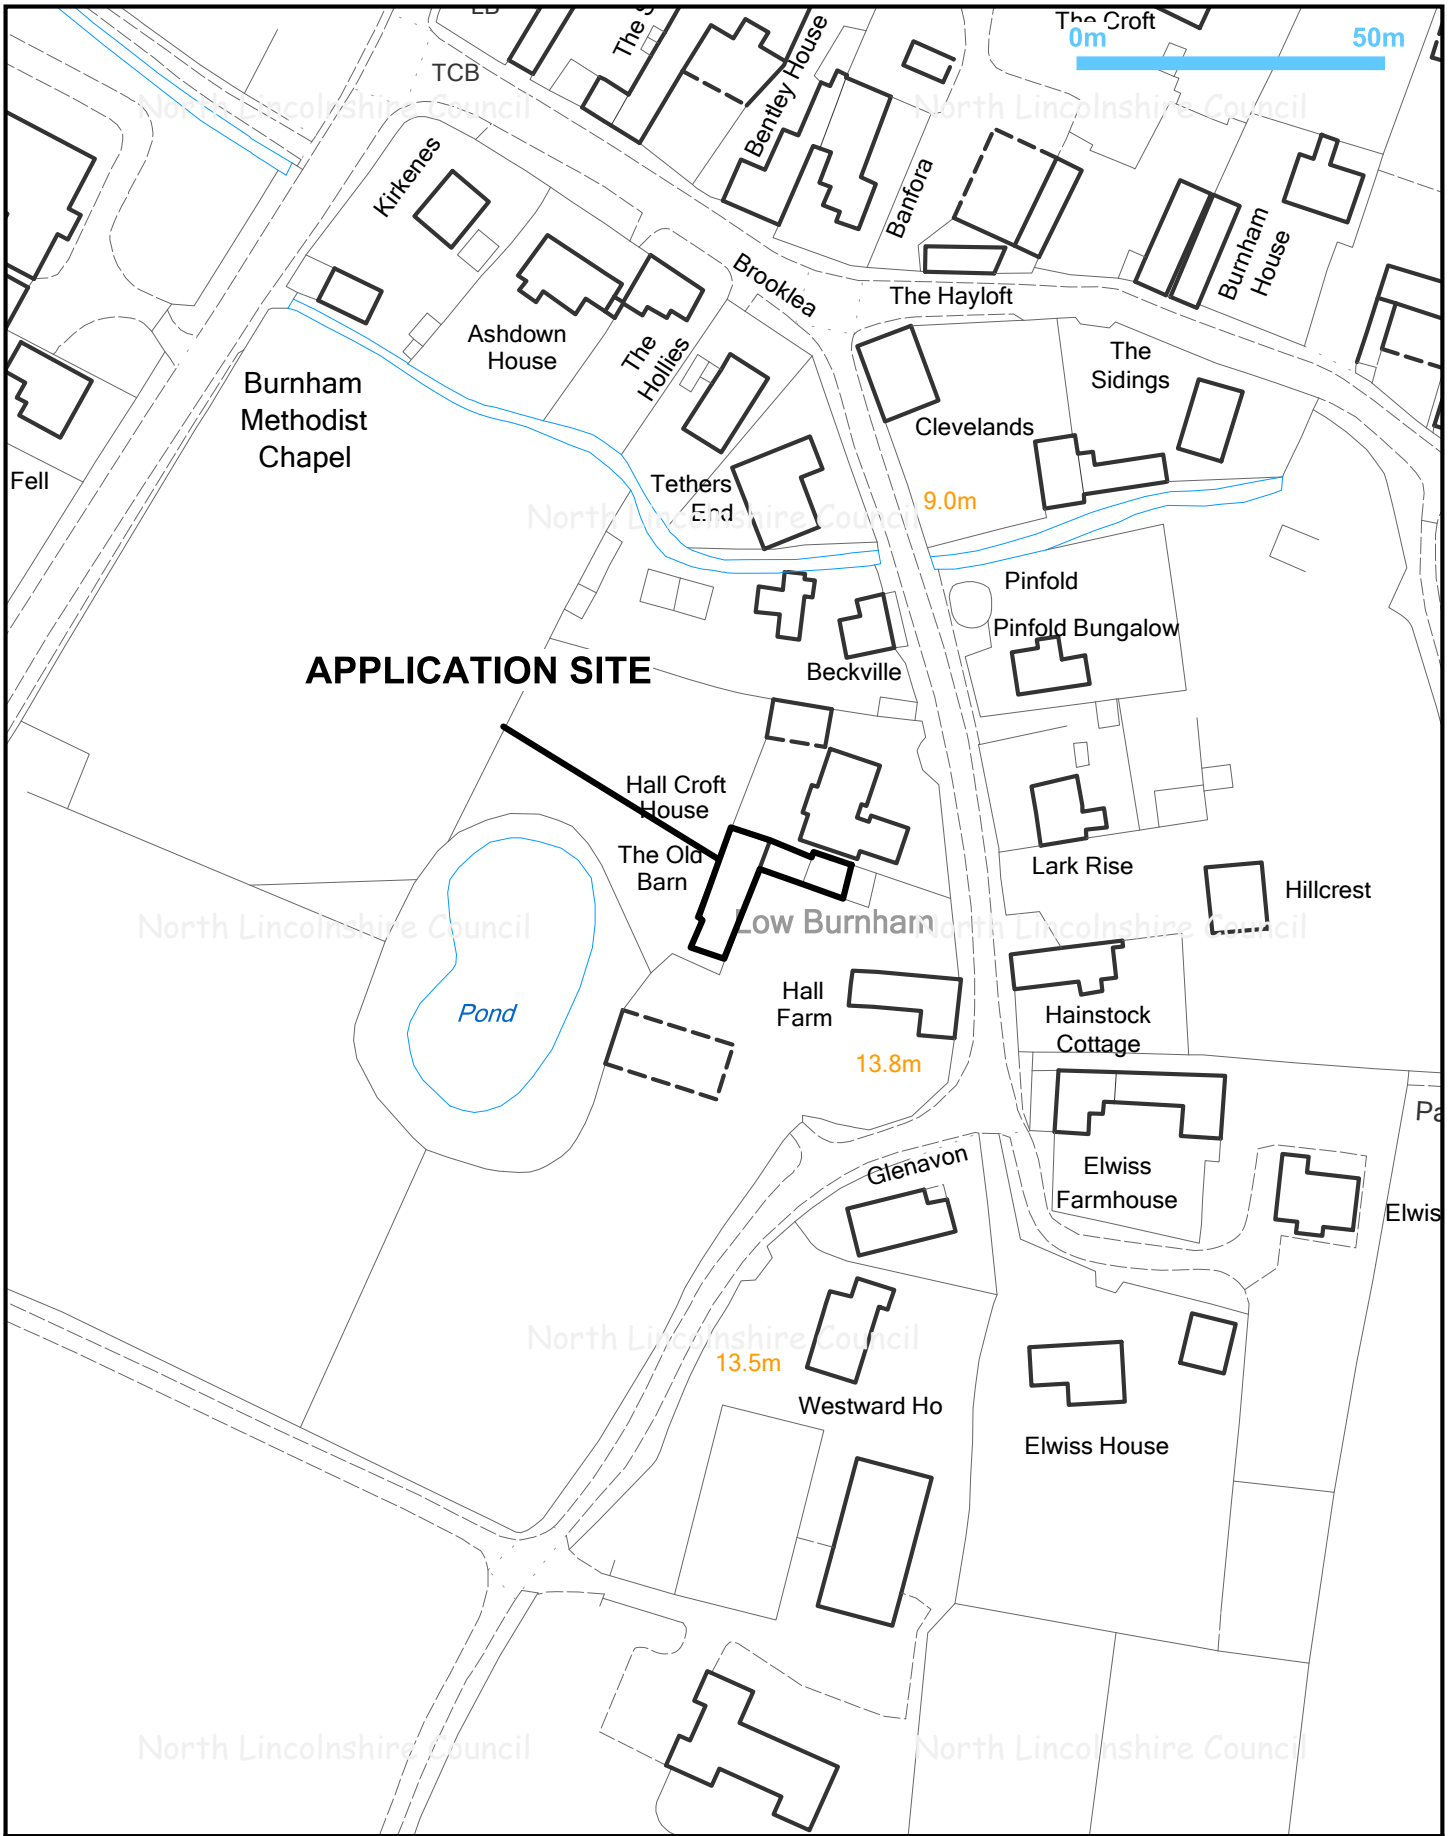 The Croft
0m 50m
TCB
North Lincolnshire Council
North Lincolnshire Council
The
Bentley House
Kirkenes
Banfora
Burnham
House
Brooklea
The Hayloft
Ashdown
House
The
Hollies
The
Sidings
Burnham
Methodist
Chapel
Clevelands
Fell
Tethers
End
9.0m
North Lincolnshire Council
Pinfold
Pinfold Bungalow
APPLICATION SITE
Beckville
Hall Croft
House
The Old
Barn
Lark Rise
Hillcrest
Low Burnham
North Lincolnshire Council
North Lincolnshire Council
Pond
Hall
Farm
Hainstock
Cottage
13.8m
Glenavon
Elwiss
Farmhouse
Elwis
North Lincolnshire Council
13.5m
Westward Ho
Elwiss House
North Lincolnshire Council
North Lincolnshire Council